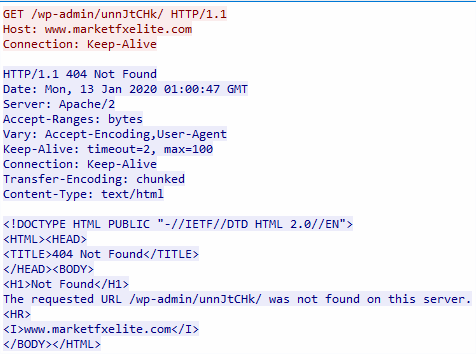 GET /wp-admin/unnJtCHk/ HTTP/1.1
Host: www.marketfxelite.com
Connection: Keep-Alive
HTTP/1.1 404 Not Found
Date: Mon, 13 Jan 2020 01:00:47 GMT
Server: Apache/2
Accept-Ranges: bytes
Vary: Accept-Encoding,User-Agent
Keep-Alive: timeout=2, max=100
Connection: Keep-Alive
Transfer-Encoding: chunked
Content-Type: text/html
<!DOCTYPE HTML PUBLIC "-//IETF//DTD HTML 2.0//EN">
<HTML><HEAD>
<TITLE>404 Not Found</TITLE>
</HEAD><BODY>
<H1>Not Found</H1>
The requested URL /wp-admin/unnJtCHk/ was not found on this server.
<HR>
<I>www.marketfxelite.com</I>
</BODY></HTML>